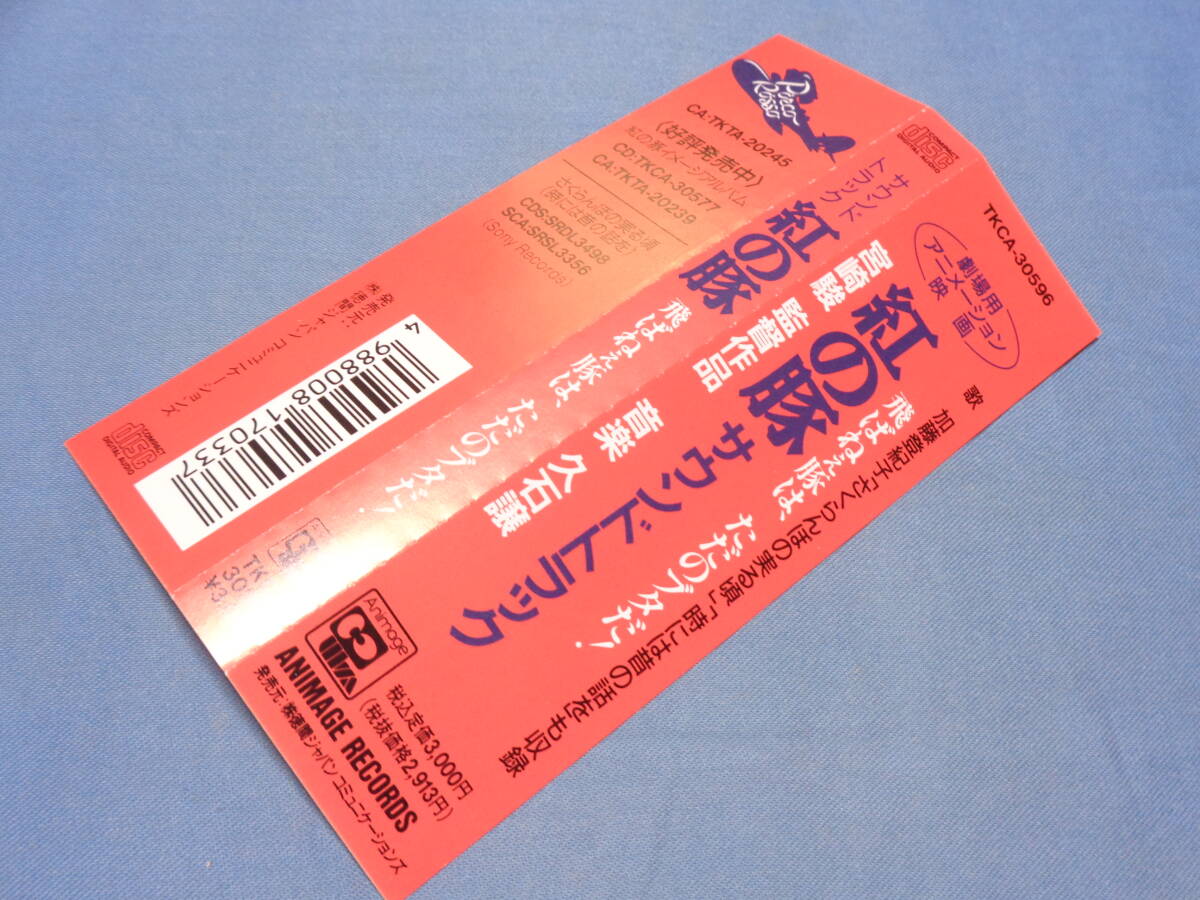 TKCA-30596
劇場用
アニメーション
映画
歌 加藤登紀子「さくらんぼの実る頃」「時には昔の話を」も収録
飛ばねぇ豚は、ただのブタだ!
紅の豚 サウンドトラック
宮崎駿 監督作品 音楽 久石譲
Animage
ANIMAGE RECORDS
税込定価3,000円
(税抜価格2,913円)
発売元:株徳間ジャパンコミュニケーションズ
COMPACT
disc
DIGITAL AUDIO
サウンド
トラック
紅の豚
飛ばねぇ豚は、ただのブタだ!
Porco
Rosso
CA:TKTA-20245
〈好評発売中〉
紅の豚イメージアルバム
CD:TKCA-30577
CA:TKTA-20239
さくらんぼの実る頃
(時には昔の話を)
CDS:SRDL3498
SCA:SRSL3356
(Sony Records)
発売元:
株徳間ジャパンコミュニケーションズ
4 988008 170337
COMPACT
disc
DIGITAL AUDIO